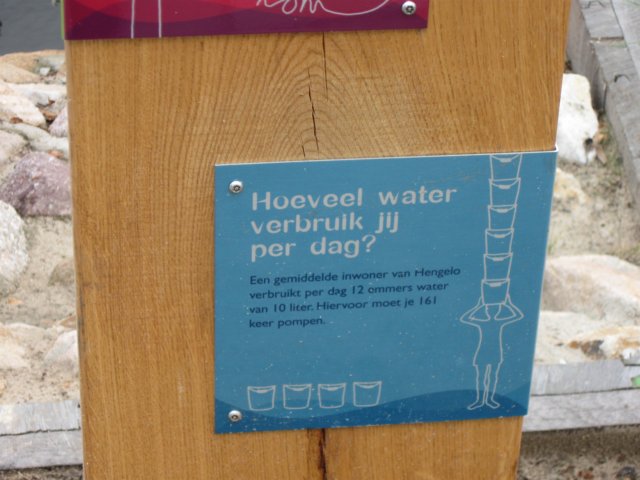 Hoeveel water
verbruik jij
per dag?
Een gemiddelde inwoner van Hengelo
verbruikt per dag 12 ommers water
van 10 liter. Hiervoor moet je 161
keer pompen.